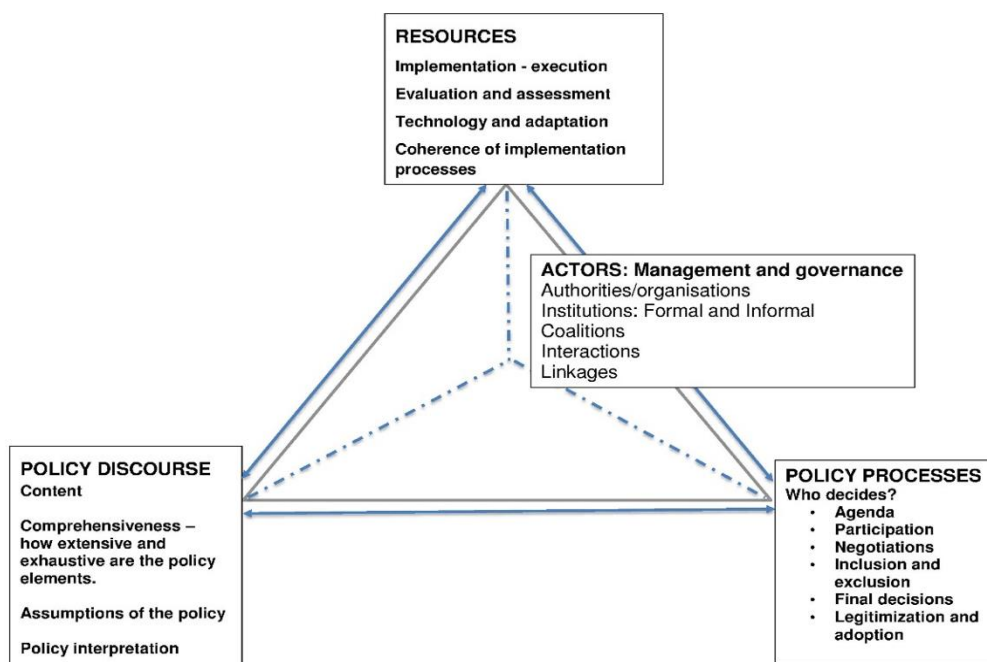 RESOURCES
Implementation - execution
Evaluation and assessment
Technology and adaptation
Coherence of implementation
processes
ACTORS: Management and governance
Authorities/organisations
Institutions: Formal and Informal
Coalitions
Interactions
Linkages
POLICY DISCOURSE
Content
Comprehensiveness –
how extensive and
exhaustive are the policy
elements.
Assumptions of the policy
Policy interpretation
POLICY PROCESSES
Who decides?
• Agenda
• Participation
• Negotiations
• Inclusion and
exclusion
• Final decisions
• Legitimization and
adoption